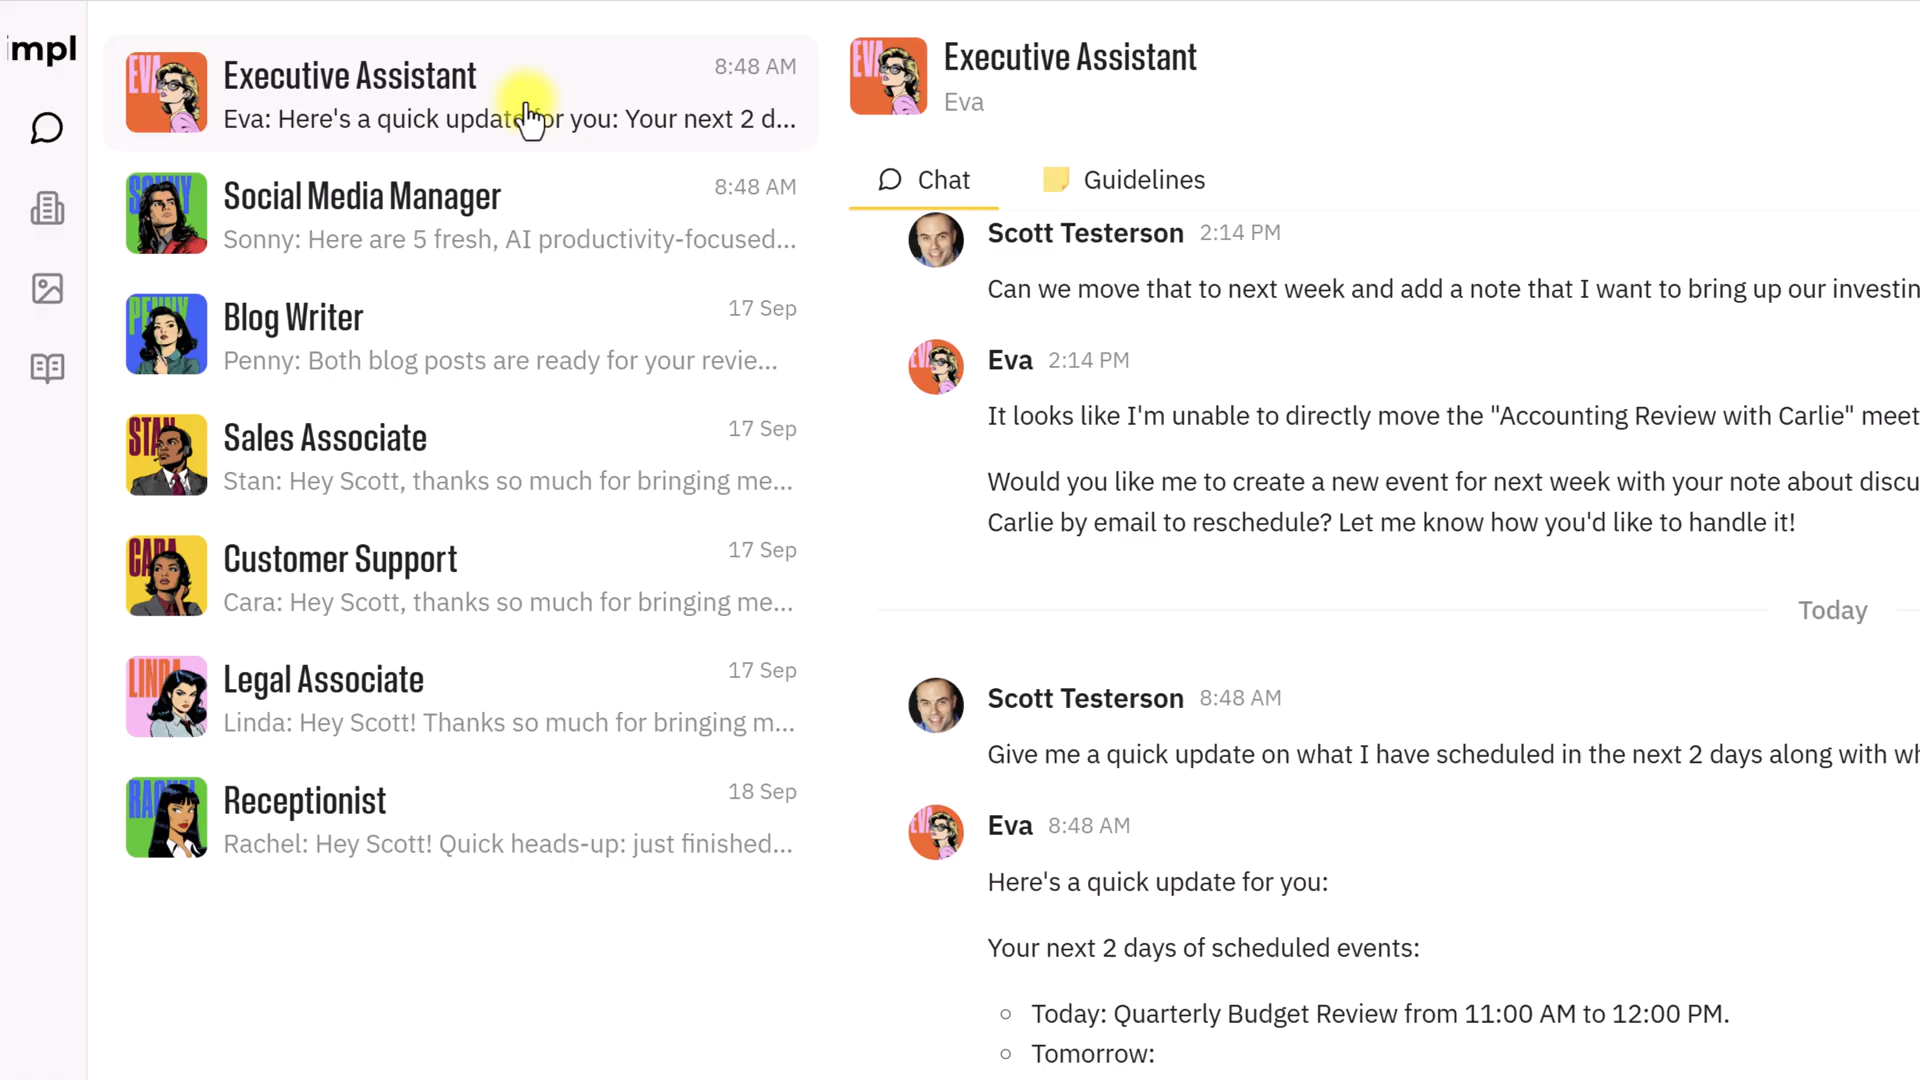 impl
EVA
Executive Assistant
8:48 AM
Eva: Here's a quick update for you: Your next 2 d...
SONNY
Social Media Manager
8:48 AM
Sonny: Here are 5 fresh, AI productivity-focused...
PENNY
Blog Writer
17 Sep
Penny: Both blog posts are ready for your revie...
STAN
Sales Associate
17 Sep
Stan: Hey Scott, thanks so much for bringing me...
CARA
Customer Support
17 Sep
Cara: Hey Scott, thanks so much for bringing me...
LINDA
Legal Associate
17 Sep
Linda: Hey Scott! Thanks so much for bringing m...
Receptionist
18 Sep
Rachel: Hey Scott! Quick heads-up: just finished...
EVA
Executive Assistant
Eva
Chat
Guidelines
Scott Testerson 2:14 PM
Can we move that to next week and add a note that I want to bring up our investin
Eva 2:14 PM
It looks like I'm unable to directly move the "Accounting Review with Carlie" meet
Would you like me to create a new event for next week with your note about discu
Carlie by email to reschedule? Let me know how you'd like to handle it!
Today
Scott Testerson 8:48 AM
Give me a quick update on what I have scheduled in the next 2 days along with wh
Eva 8:48 AM
Here's a quick update for you:
Your next 2 days of scheduled events:
Today: Quarterly Budget Review from 11:00 AM to 12:00 PM.
Tomorrow: